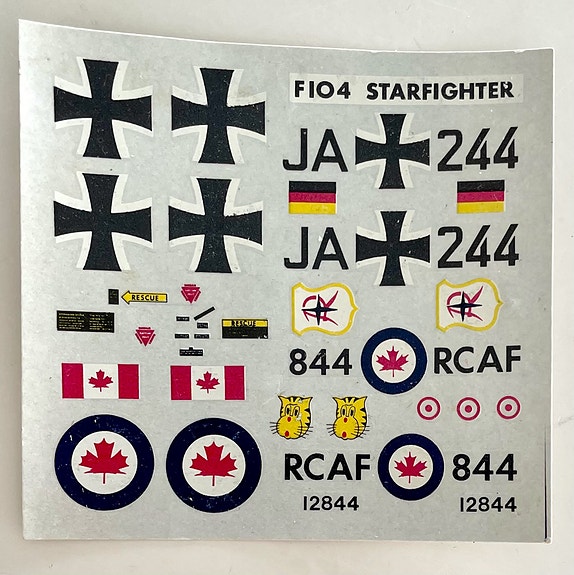 F104 STARFIGHTER
JA 244
JA 244
RESCUE
RESCUE
844 RCAF
RCAF 844
12844 12844